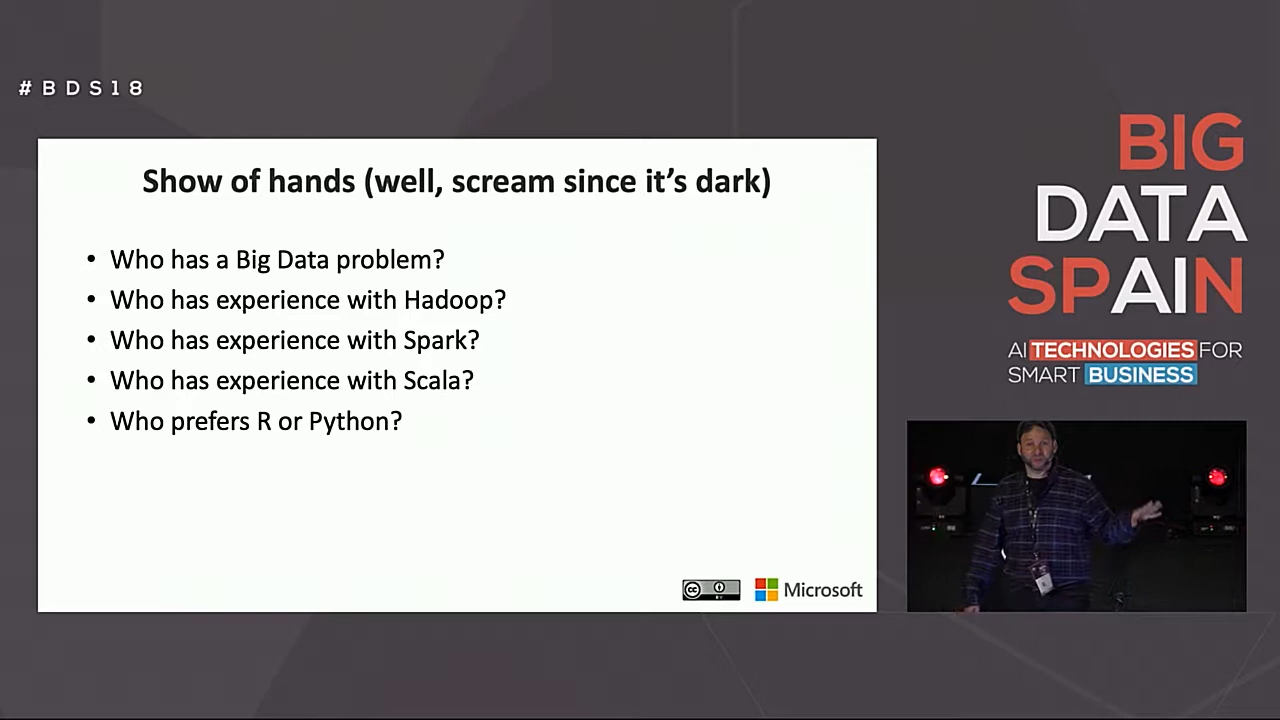 #BDS18
Show of hands (well, scream since it's dark)
• Who has a Big Data problem?
• Who has experience with Hadoop?
• Who has experience with Spark?
• Who has experience with Scala?
• Who prefers R or Python?
cc BY
Microsoft
BIG
DATA
SPAIN
AI TECHNOLOGIES FOR
SMART BUSINESS